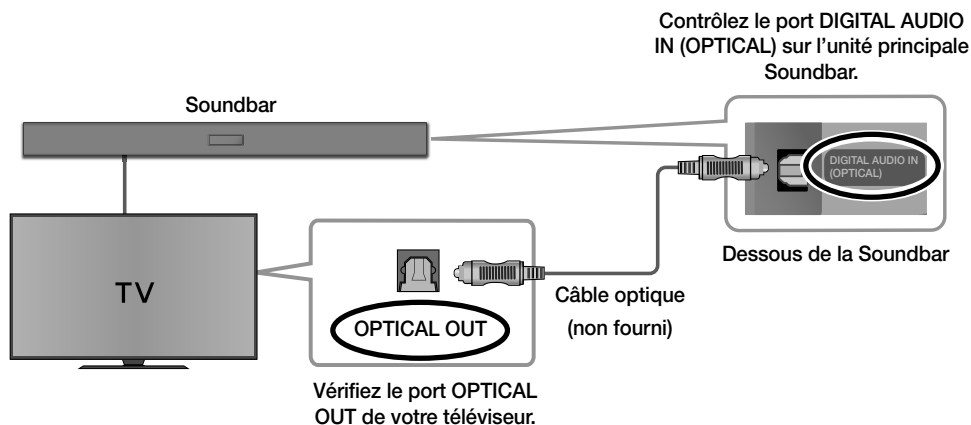 Contrôlez le port DIGITAL AUDIO
IN (OPTICAL) sur l'unité principale
Soundbar.
Soundbar
DIGITAL AUDIO IN
(OPTICAL)
Dessous de la Soundbar
TV
OPTICAL OUT
Câble optique
(non fourni)
Vérifiez le port OPTICAL
OUT de votre téléviseur.